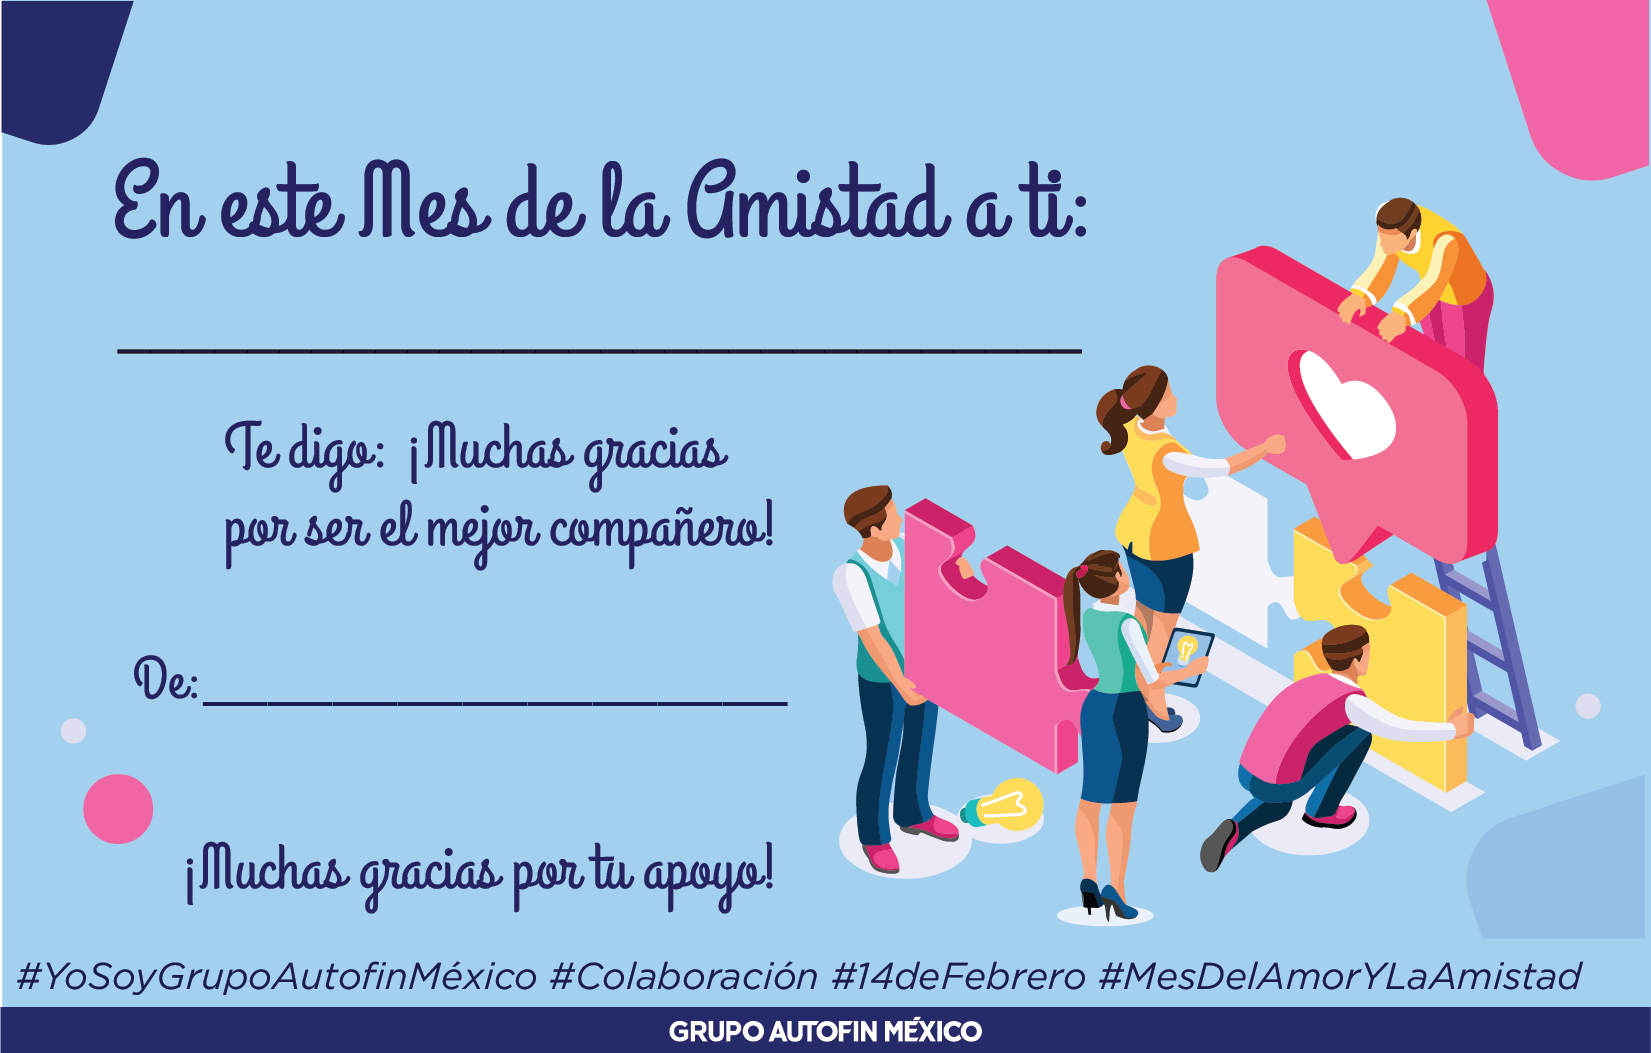 En este Mes de la Amistad a ti:
Te digo: ¡Muchas gracias
por ser el mejor compañero!
De:
¡Muchas gracias por tu apoyo!
#YoSoyGrupoAutofinMéxico #Colaboración #14deFebrero #MesDelAmorYLaAmistad
GRUPO AUTOFIN MÉXICO